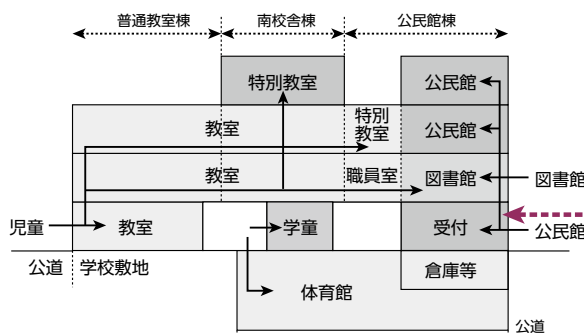 普通教室棟 南校舎棟 公民館棟
特別教室 公民館
教室 特別
教室 公民館
教室 職員室 図書館 図書館
児童 教室 学童 受付 公民館
公道 学校敷地 倉庫等
体育館
公道